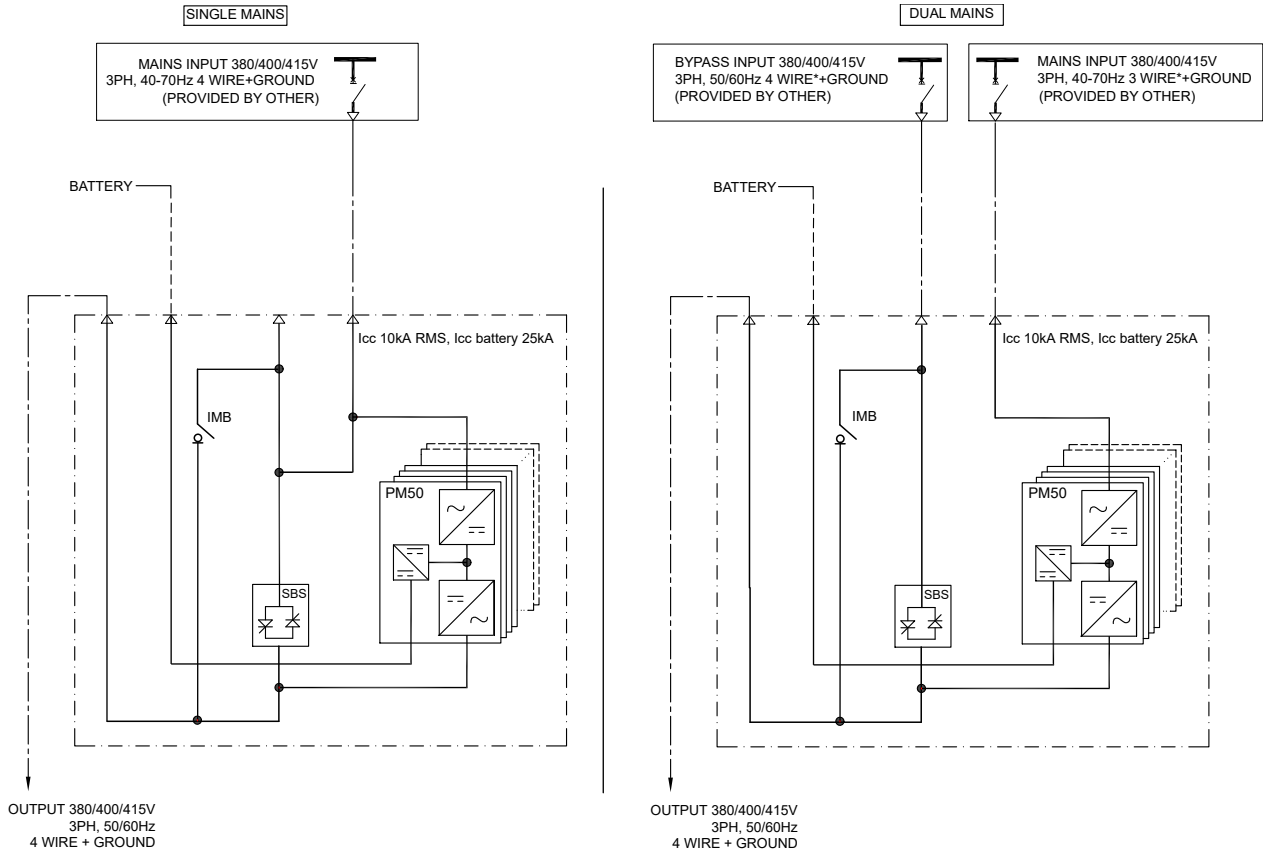 SINGLE MAINS
MAINS INPUT 380/400/415V
3PH, 40-70Hz 4 WIRE+GROUND
(PROVIDED BY OTHER)
BATTERY
Icc 10kA RMS, Icc battery 25kA
IMB
PM50
SBS
OUTPUT 380/400/415V
3PH, 50/60Hz
4 WIRE + GROUND
DUAL MAINS
BYPASS INPUT 380/400/415V
3PH, 50/60Hz 4 WIRE*+GROUND
(PROVIDED BY OTHER)
MAINS INPUT 380/400/415V
3PH, 40-70Hz 3 WIRE*+GROUND
(PROVIDED BY OTHER)
BATTERY
Icc 10kA RMS, Icc battery 25kA
IMB
PM50
SBS
OUTPUT 380/400/415V
3PH, 50/60Hz
4 WIRE + GROUND